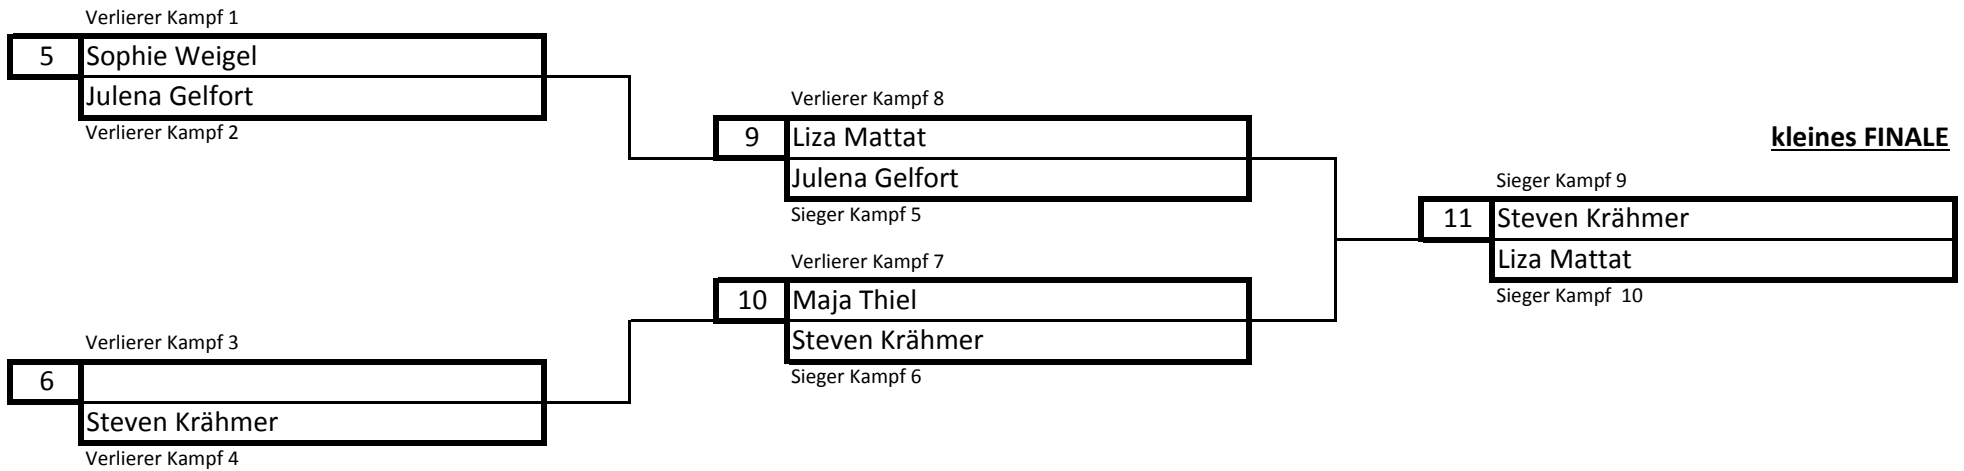 Verlierer Kampf 1
5 Sophie Weigel
Julena Gelfort
Verlierer Kampf 2
Verlierer Kampf 3
6
Steven Krähmer
Verlierer Kampf 4
Verlierer Kampf 8
9 Liza Mattat
Julena Gelfort
Sieger Kampf 5
Verlierer Kampf 7
10 Maja Thiel
Steven Krähmer
Sieger Kampf 6
kleines FINALE
Sieger Kampf 9
11 Steven Krähmer
Liza Mattat
Sieger Kampf  10